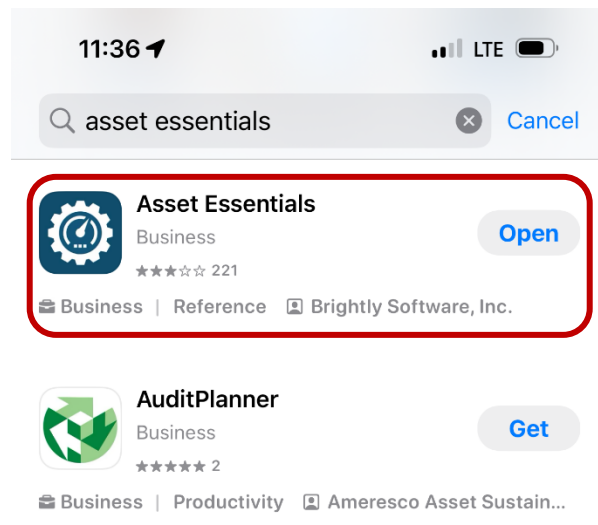 11:36 LTE
asset essentials Cancel
Asset Essentials
Business
Open
★★★☆☆ 221
Business | Reference Brightly Software, Inc.
AuditPlanner
Business
Get
★★★★★ 2
Business | Productivity Ameresco Asset Sustain...